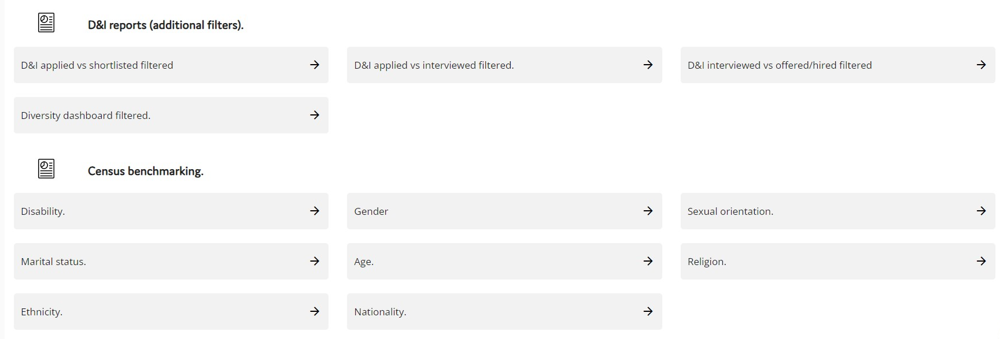 D&I reports (additional filters).
D&I applied vs shortlisted filtered
D&I applied vs interviewed filtered.
D&I interviewed vs offered/hired filtered
Diversity dashboard filtered.
Census benchmarking.
Disability.
Gender
Sexual orientation.
Marital status.
Age.
Religion.
Ethnicity.
Nationality.